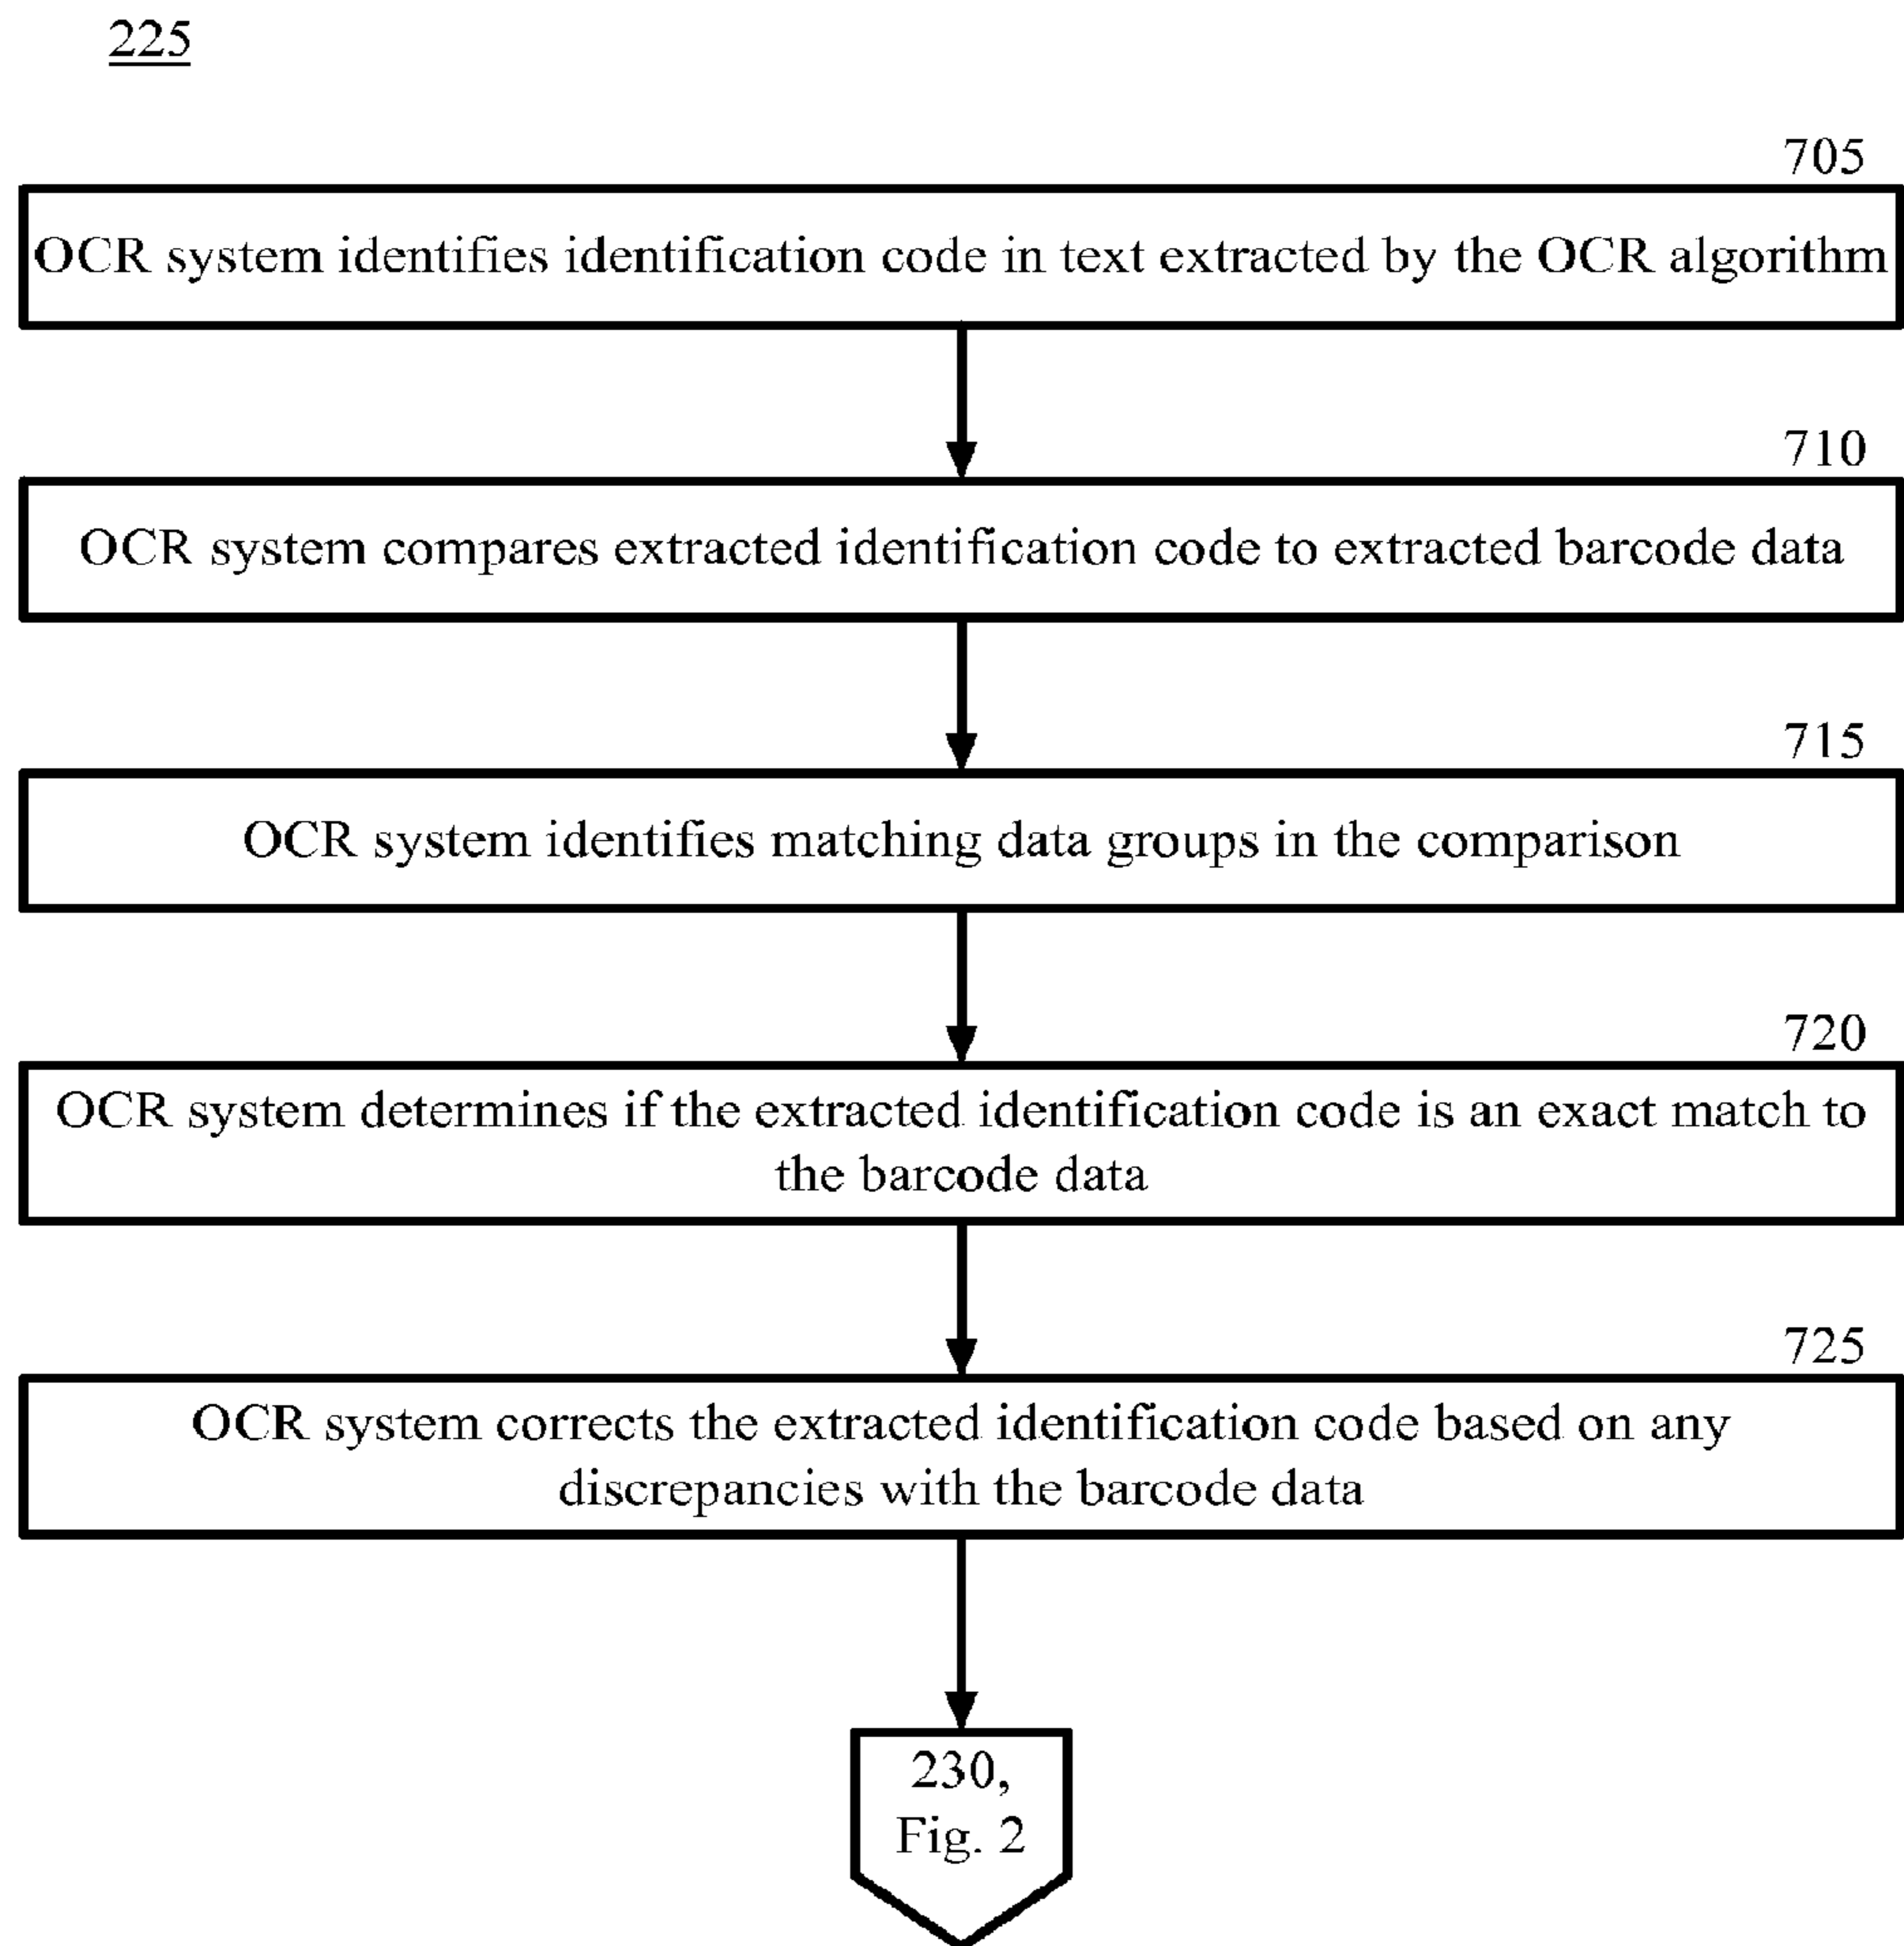 225
705
OCR system identifies identification code in text extracted by the OCR algorithm
710
OCR system compares extracted identification code to extracted barcode data
715
OCR system identifies matching data groups in the comparison
720
OCR system determines if the extracted identification code is an exact match to
the barcode data
725
OCR system corrects the extracted identification code based on any
discrepancies with the barcode data
230,
Fig. 2